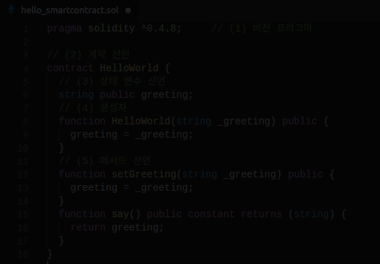 hello_smartcontract.sol
1 pragma solidity ^0.4.8; // (1) 버전 프라그마
2
3 // (2) 계약 선언
4 contract HelloWorld {
5 // (3) 상태 변수 선언
6 string public greeting;
7 // (4) 생성자
8 function HelloWorld(string _greeting) public {
9 greeting = _greeting;
10 }
11 // (5) 메서드 선언
12 function setGreeting(string _greeting) public {
13 greeting = _greeting;
14 }
15 function say() public constant returns (string) {
16 return greeting;
17 }
18 }